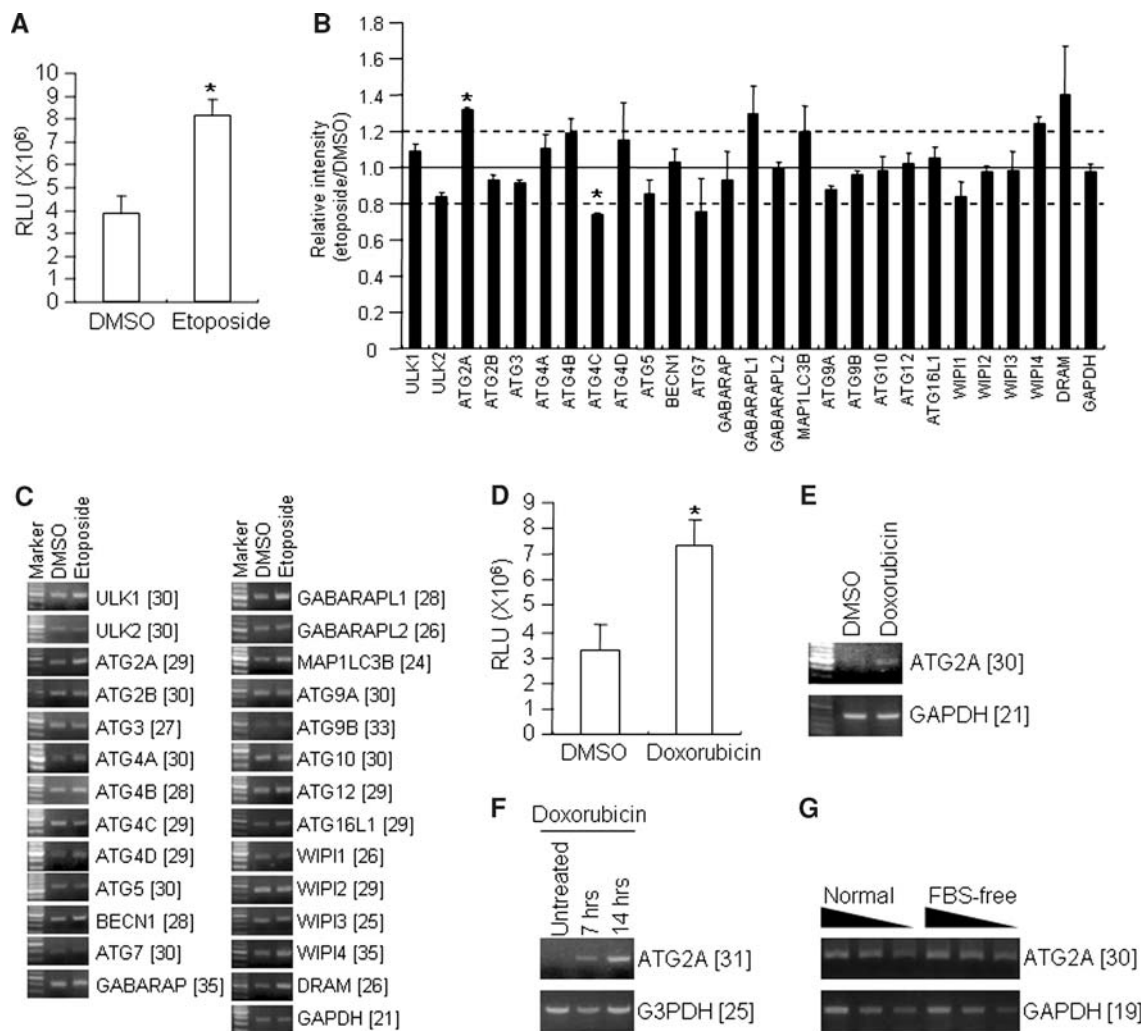 A
*
RLU (X10⁶)
10
9
8
7
6
5
4
3
2
1
0
DMSO
Etoposide
B
Relative intensity
(etoposide/DMSO)
1.8
1.6
1.4
1.2
1.0
0.8
0.6
0.4
0.2
0
*
*
ULK1
ULK2
ATG2A
ATG2B
ATG3
ATG4A
ATG4B
ATG4C
ATG4D
ATG5
BECN1
ATG7
GABARAP
GABARAPL1
GABARAPL2
MAP1LC3B
ATG9A
ATG9B
ATG10
ATG12
ATG16L1
WIPI1
WIPI2
WIPI3
WIPI4
DRAM
GAPDH
C
Marker
DMSO
Etoposide
ULK1 [30]
ULK2 [30]
ATG2A [29]
ATG2B [30]
ATG3 [27]
ATG4A [30]
ATG4B [28]
ATG4C [29]
ATG4D [29]
ATG5 [30]
BECN1 [28]
ATG7 [30]
GABARAP [35]
Marker
DMSO
Etoposide
GABARAPL1 [28]
GABARAPL2 [26]
MAP1LC3B [24]
ATG9A [30]
ATG9B [33]
ATG10 [30]
ATG12 [29]
ATG16L1 [29]
WIPI1 [26]
WIPI2 [29]
WIPI3 [25]
WIPI4 [35]
DRAM [26]
GAPDH [21]
D
*
RLU (X10⁶)
9
8
7
6
5
4
3
2
1
0
DMSO
Doxorubicin
E
DMSO
Doxorubicin
ATG2A [30]
GAPDH [21]
F
Doxorubicin
Untreated
7 hrs
14 hrs
ATG2A [31]
G3PDH [25]
G
Normal
FBS-free
ATG2A [30]
GAPDH [19]